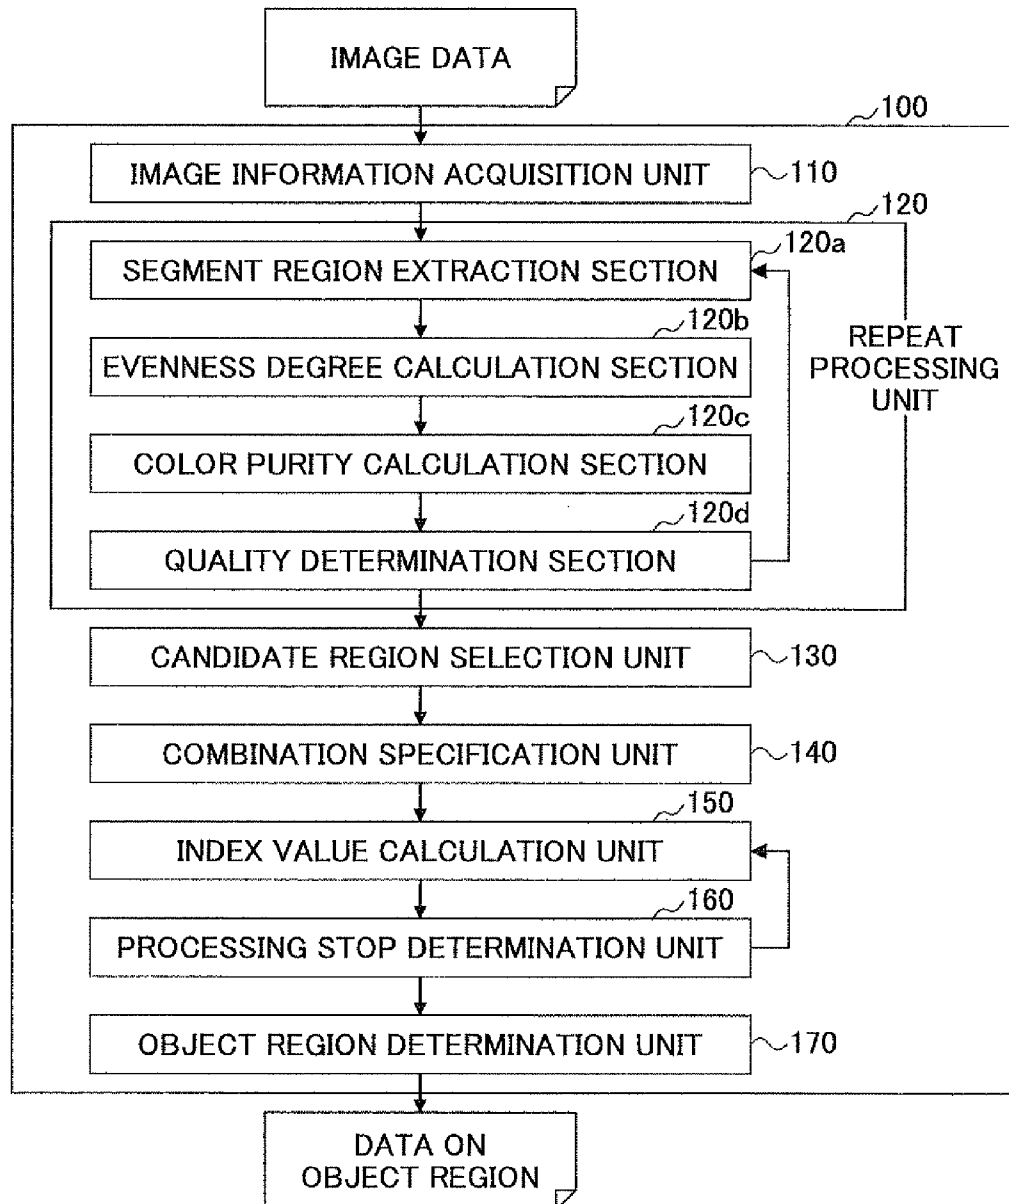 IMAGE DATA
100
IMAGE INFORMATION ACQUISITION UNIT
110
120
120a
SEGMENT REGION EXTRACTION SECTION
120b
EVENNESS DEGREE CALCULATION SECTION
REPEAT
PROCESSING
UNIT
120c
COLOR PURITY CALCULATION SECTION
120d
QUALITY DETERMINATION SECTION
CANDIDATE REGION SELECTION UNIT
130
COMBINATION SPECIFICATION UNIT
140
150
INDEX VALUE CALCULATION UNIT
160
PROCESSING STOP DETERMINATION UNIT
OBJECT REGION DETERMINATION UNIT
170
DATA ON
OBJECT REGION